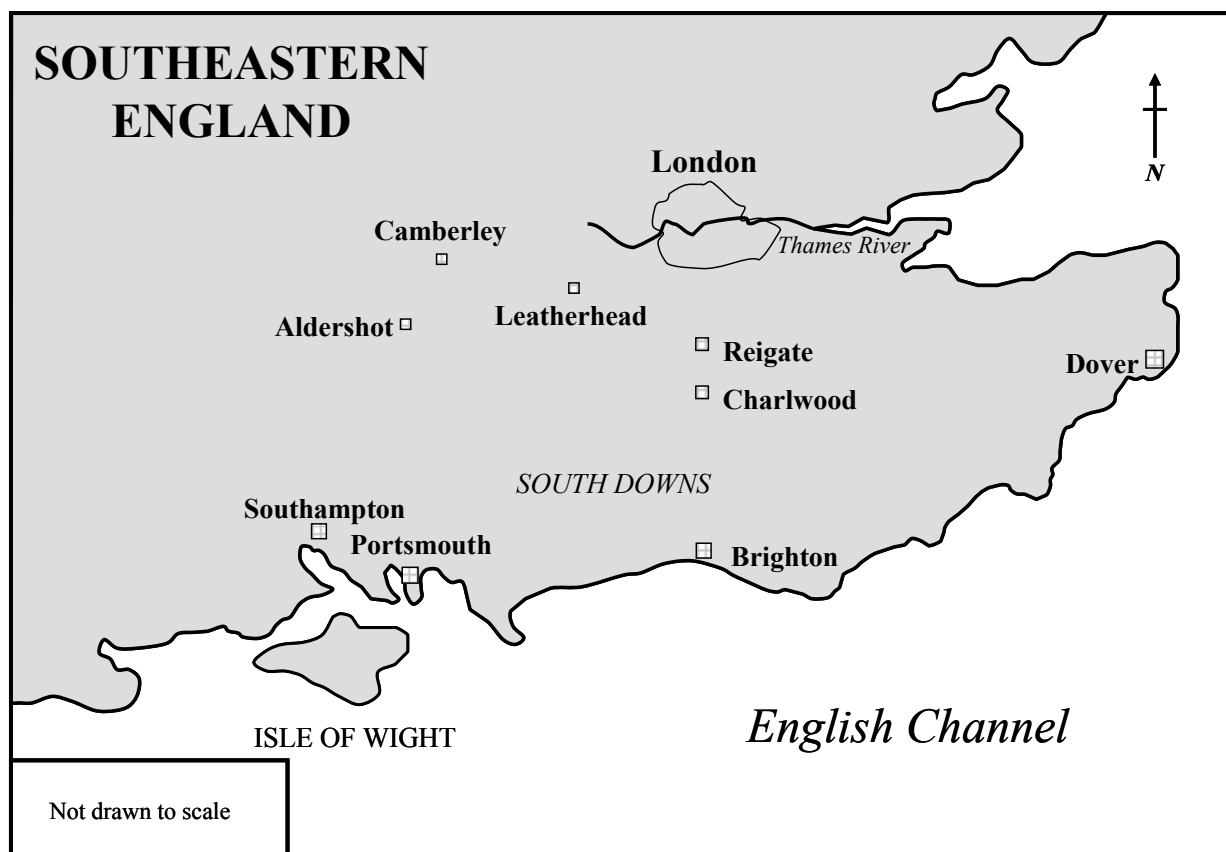 SOUTHEASTERN
ENGLAND
London
N
Camberley
Thames River
Leatherhead
Aldershot
Reigate
Dover
Charlwood
SOUTH DOWNS
Southampton
Portsmouth
Brighton
English Channel
ISLE OF WIGHT
Not drawn to scale